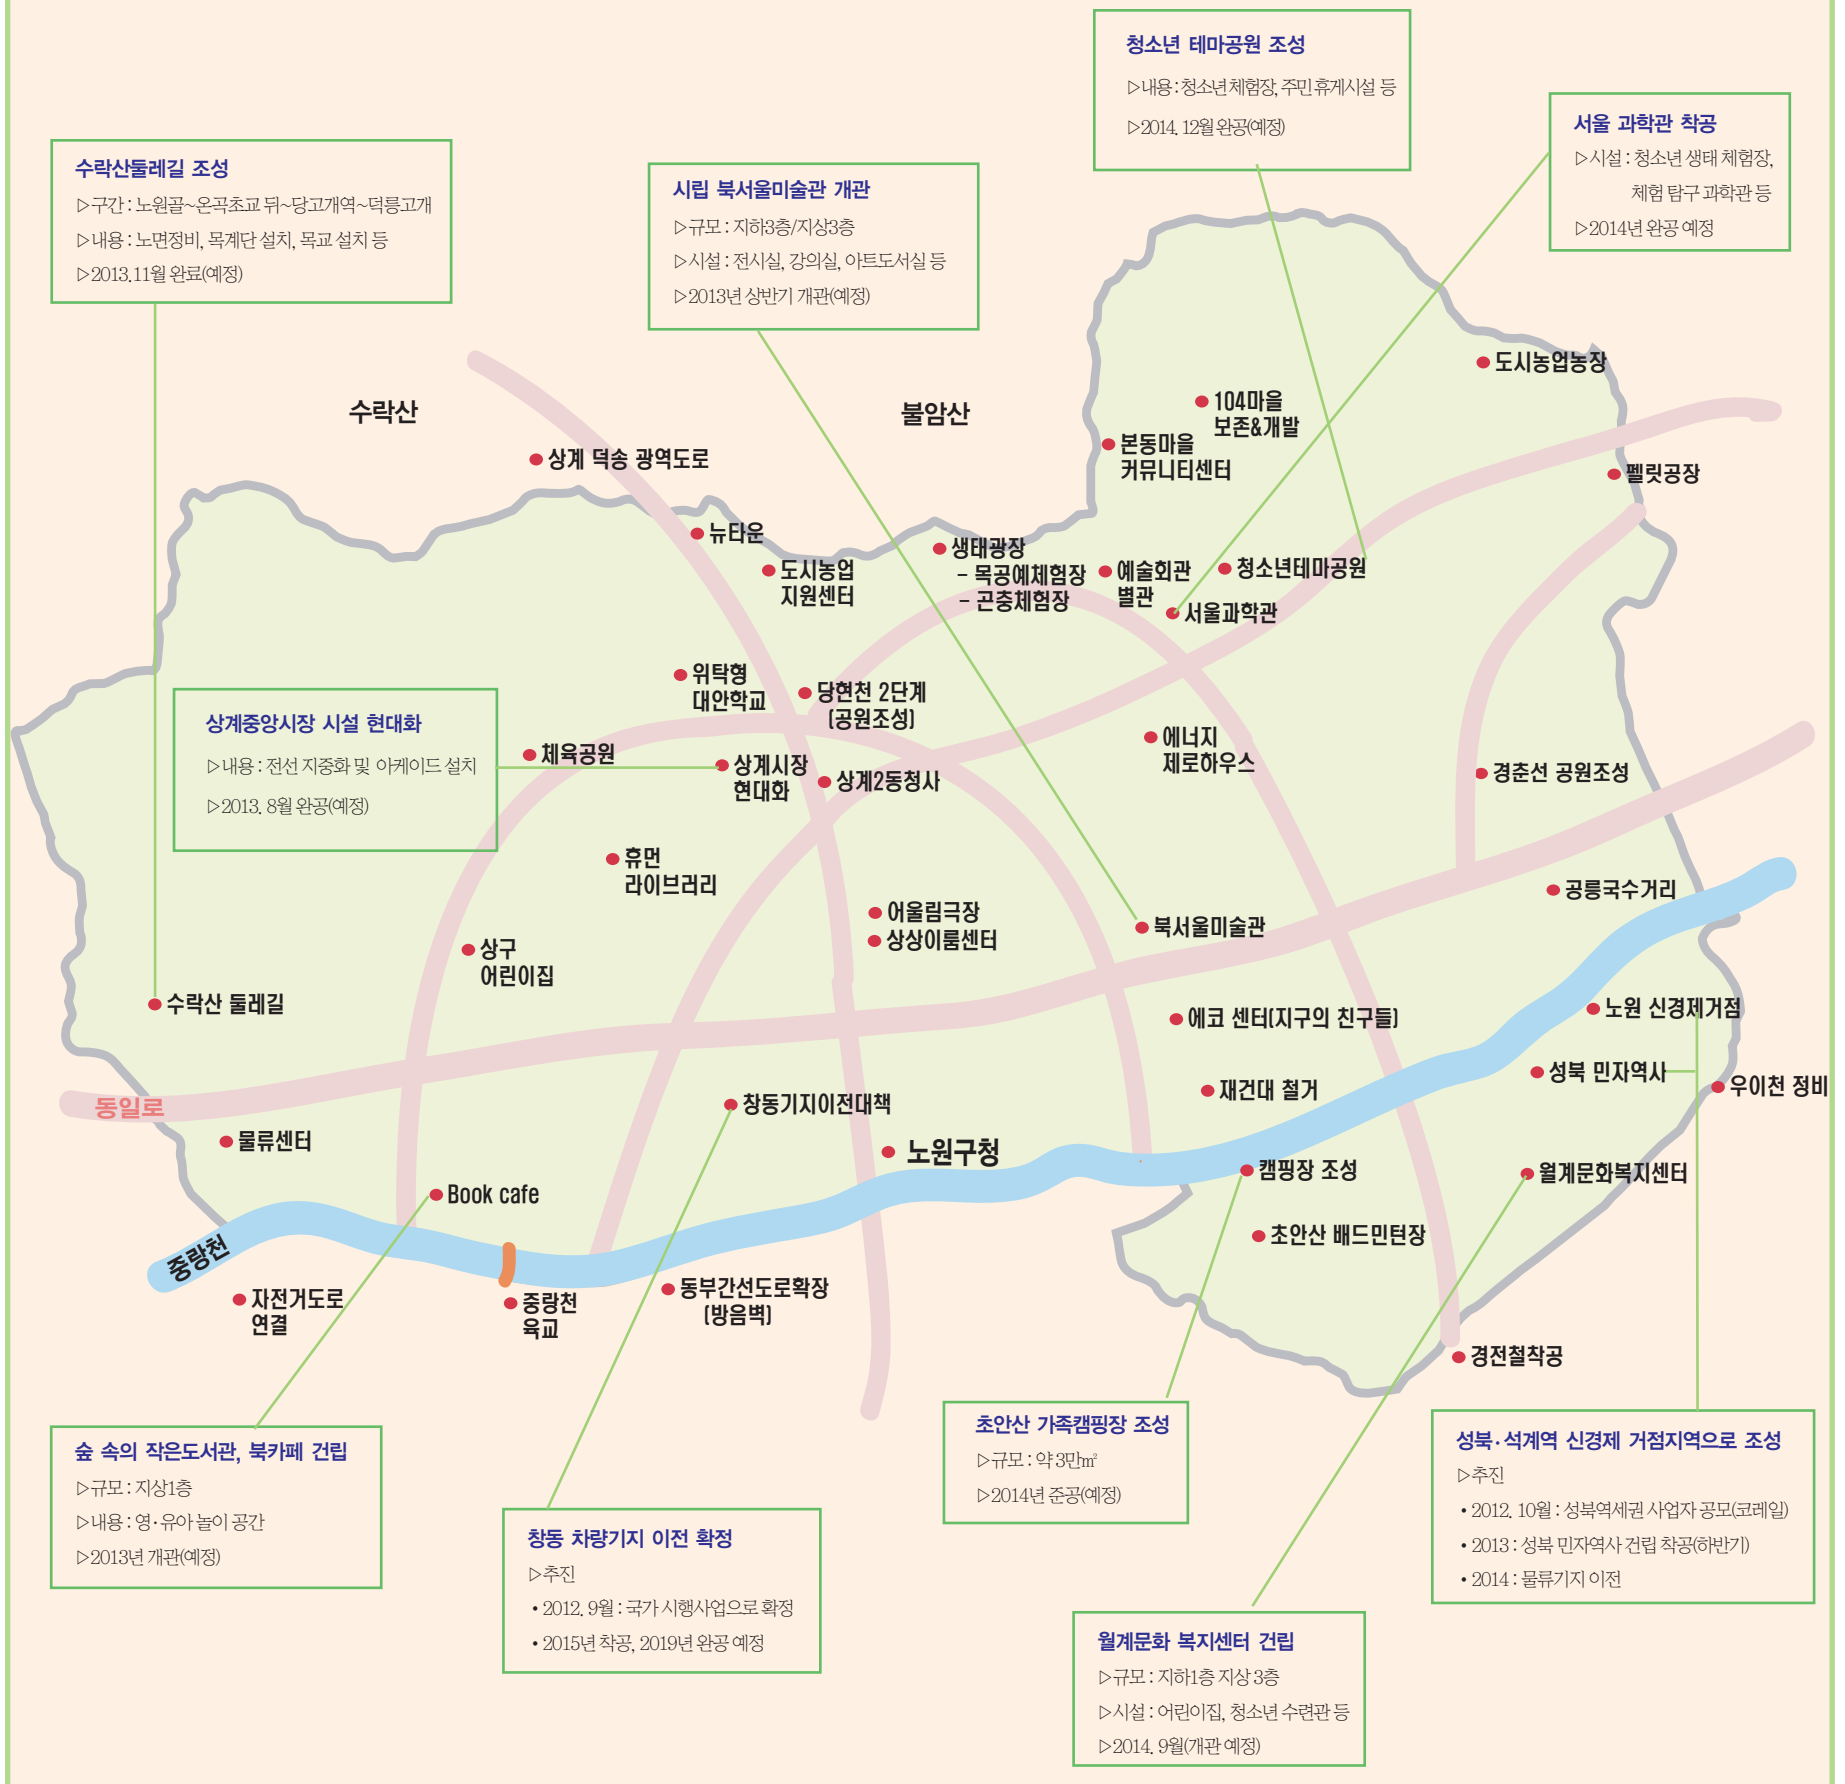 청소년 테마공원 조성
▷내용 : 청소년 체험장, 주민 휴게시설 등
▷2014. 12월 완공(예정)
서울 과학관 착공
▷시설 : 청소년 생태 체험장,
체험 탐구 과학관 등
▷2014년 완공 예정
수락산둘레길 조성
▷구간 : 노원골~온곡초교 뒤~당고개역~덕릉고개
▷내용 : 노면정비, 목계단 설치, 목교 설치 등
▷2013.11월 완료(예정)
시립 북서울미술관 개관
▷규모 : 지하3층/지상3층
▷시설 : 전시실, 강의실, 아트도서실 등
▷2013년 상반기 개관(예정)
수락산
불암산
도시농업농장
104마을
보존&개발
본동마을
커뮤니티센터
상계 덕송 광역도로
펠릿공장
뉴타운
도시농업
지원센터
생태광장
- 목공예체험장
- 곤충체험장
예술회관
별관
청소년테마공원
서울과학관
위탁형
대안학교
당현천 2단계
(공원조성)
상계중앙시장 시설 현대화
▷내용 : 전선 지중화 및 아케이드 설치
▷2013. 8월 완공(예정)
체육공원
상계시장
현대화
상계2동청사
에너지
제로하우스
경춘선 공원조성
휴먼
라이브러리
어울림극장
상상이룸센터
북서울미술관
공릉국수거리
상구
어린이집
수락산 둘레길
에코 센터(지구의 친구들)
노원 신경제거점
성북 민자역사
우이천 정비
재건대 철거
동일로
창동기지이전대책
물류센터
노원구청
캠핑장 조성
월계문화복지센터
Book cafe
초안산 배드민턴장
중랑천
자전거도로
연결
중랑천
육교
동부간선도로확장
(방음벽)
경전철착공
숲 속의 작은도서관, 북카페 건립
▷규모 : 지상1층
▷내용 : 영·유아 놀이 공간
▷2013년 개관(예정)
창동 차량기지 이전 확정
▷추진
• 2012. 9월 : 국가 시행사업으로 확정
• 2015년 착공, 2019년 완공 예정
초안산 가족캠핑장 조성
▷규모 : 약 3만㎡
▷2014년 준공(예정)
성북·석계역 신경제 거점지역으로 조성
▷추진
• 2012. 10월 : 성북역세권 사업자 공모(코레일)
• 2013 : 성북 민자역사 건립 착공(하반기)
• 2014 : 물류기지 이전
월계문화 복지센터 건립
▷규모 : 지하1층 지상 3층
▷시설 : 어린이집, 청소년 수련관 등
▷2014. 9월(개관 예정)